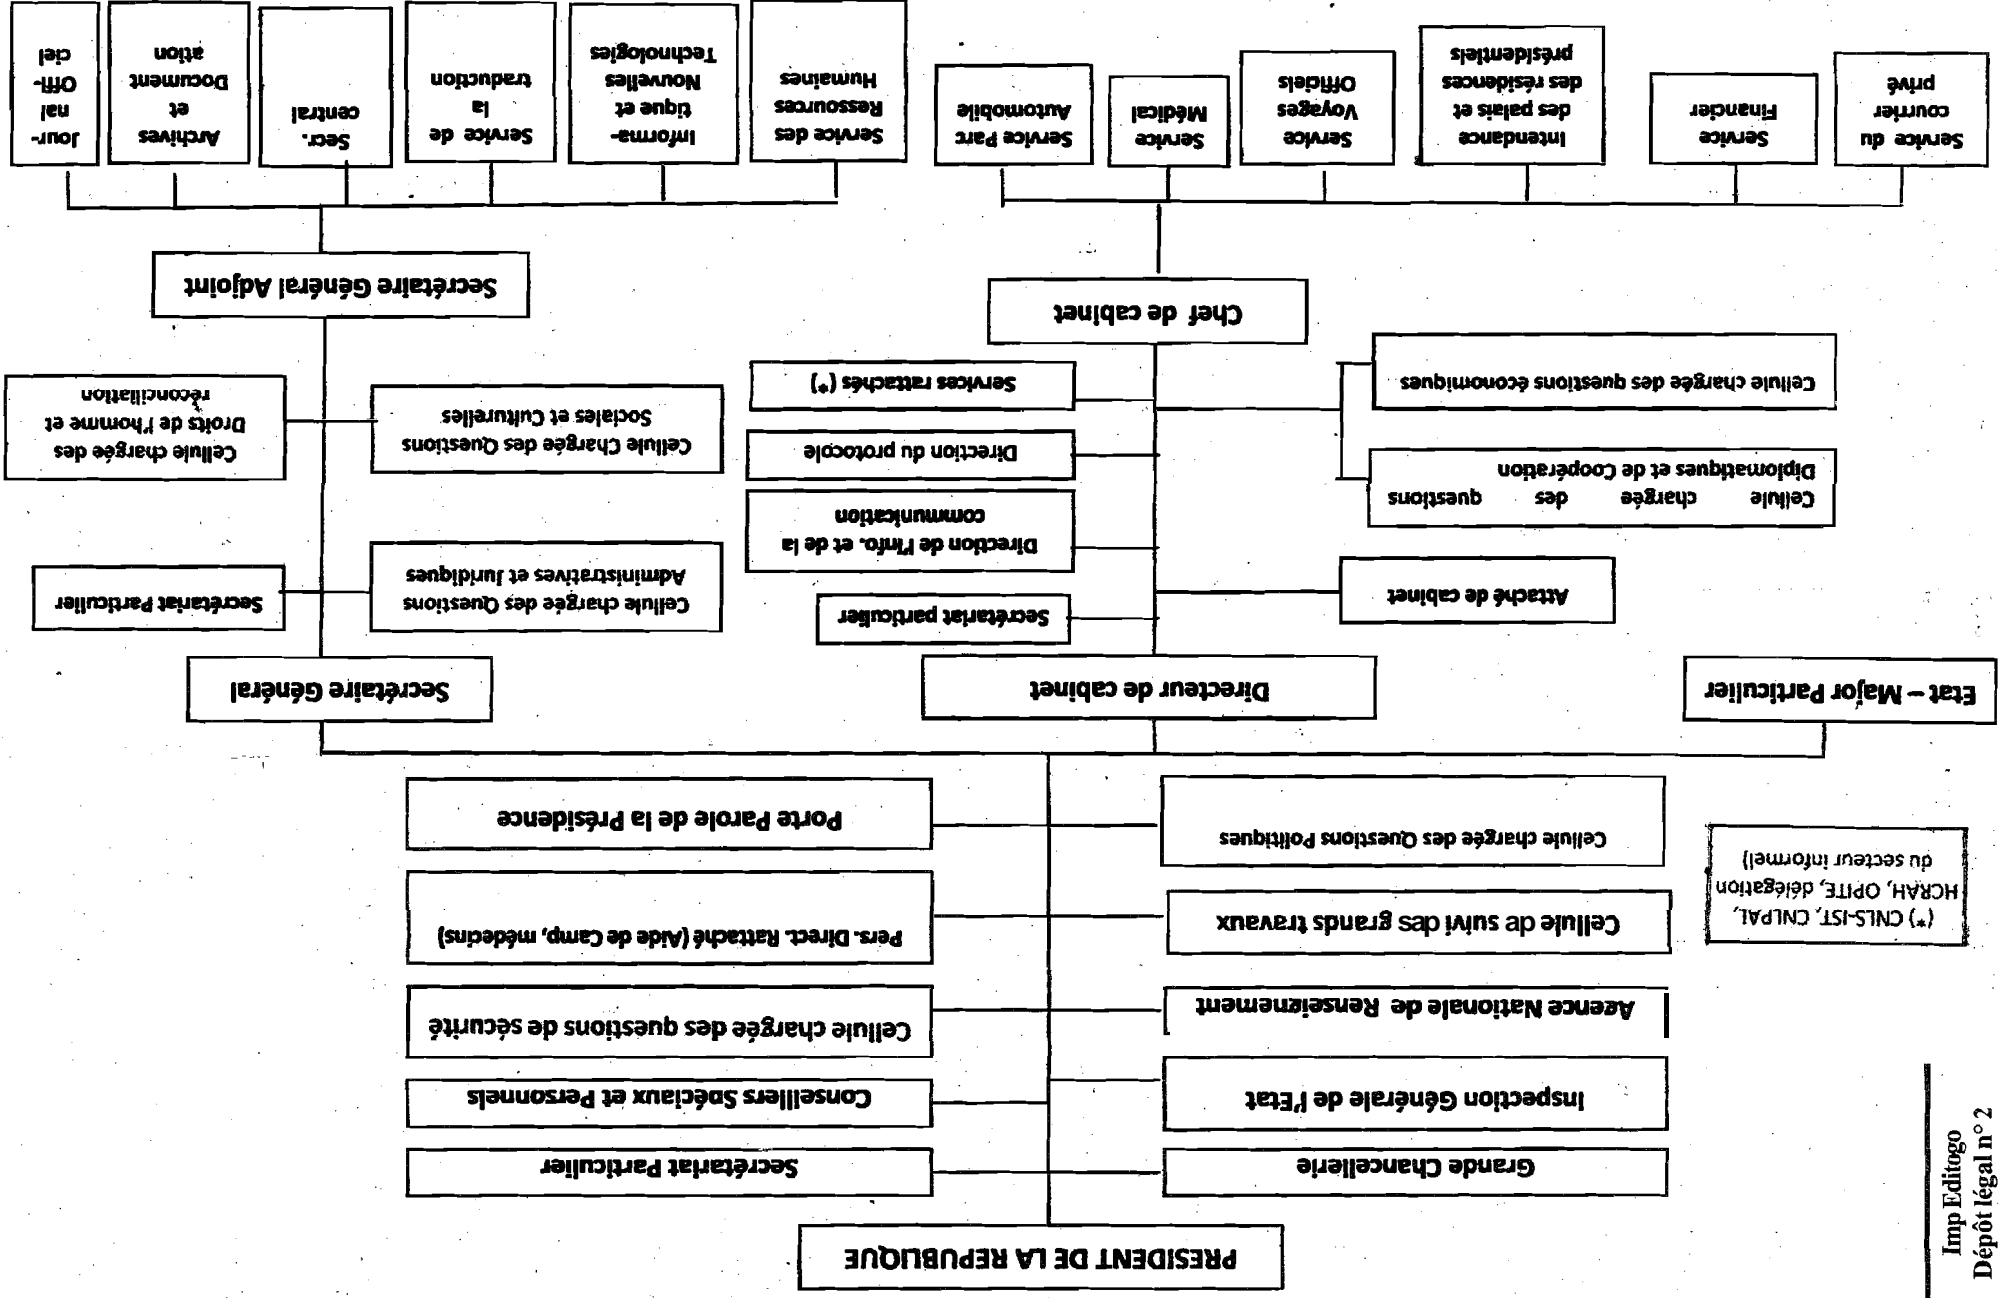 PRESIDENT DE LA REPUBLIQUE
Grande Chancellerie
Secrétariat Particulier
Inspection Générale de l'Etat
Conseillers Spéciaux et Personnels
Agence Nationale de Renseignement
Cellule chargée des questions de sécurité
Cellule de suivi des grands travaux
Pers. Direct. Rattaché (Aide de Camp, médecins)
Cellule chargée des Questions Politiques
Porte Parole de la Présidence
(*) CNLS-IST, CNLPAL,
HCRAH, OPITE, délégation
du secteur informel)
Etat – Major Particulier
Directeur de cabinet
Secrétaire Général
Attaché de cabinet
Secrétariat particulier
Cellule chargée des questions
Diplomatiques et de Coopération
Direction de l'Info. et de la
communication
Cellule chargée des questions économiques
Direction du protocole
Services rattachés (*)
Cellule chargée des Questions
Administratives et Juridiques
Secrétariat Particulier
Cellule Chargée des Questions
Sociales et Culturelles
Cellule chargée des
Droits de l'homme et
réconciliation
Chef de cabinet
Secrétaire Général Adjoint
Service du
courrier
privé
Service
Financier
Intendance
des palais et
des résidences
présidentiels
Service
Voyages
Officiels
Service
Médical
Service Parc
Automobile
Service des
Ressources
Humaines
Informa-
tique et
Nouvelles
Technologies
Service de
la
traduction
Secr.
central
Archives
et
Document
ation
Jour-
nal
Offi-
ciel
Imp Editogo
Dépôt légal n° 2